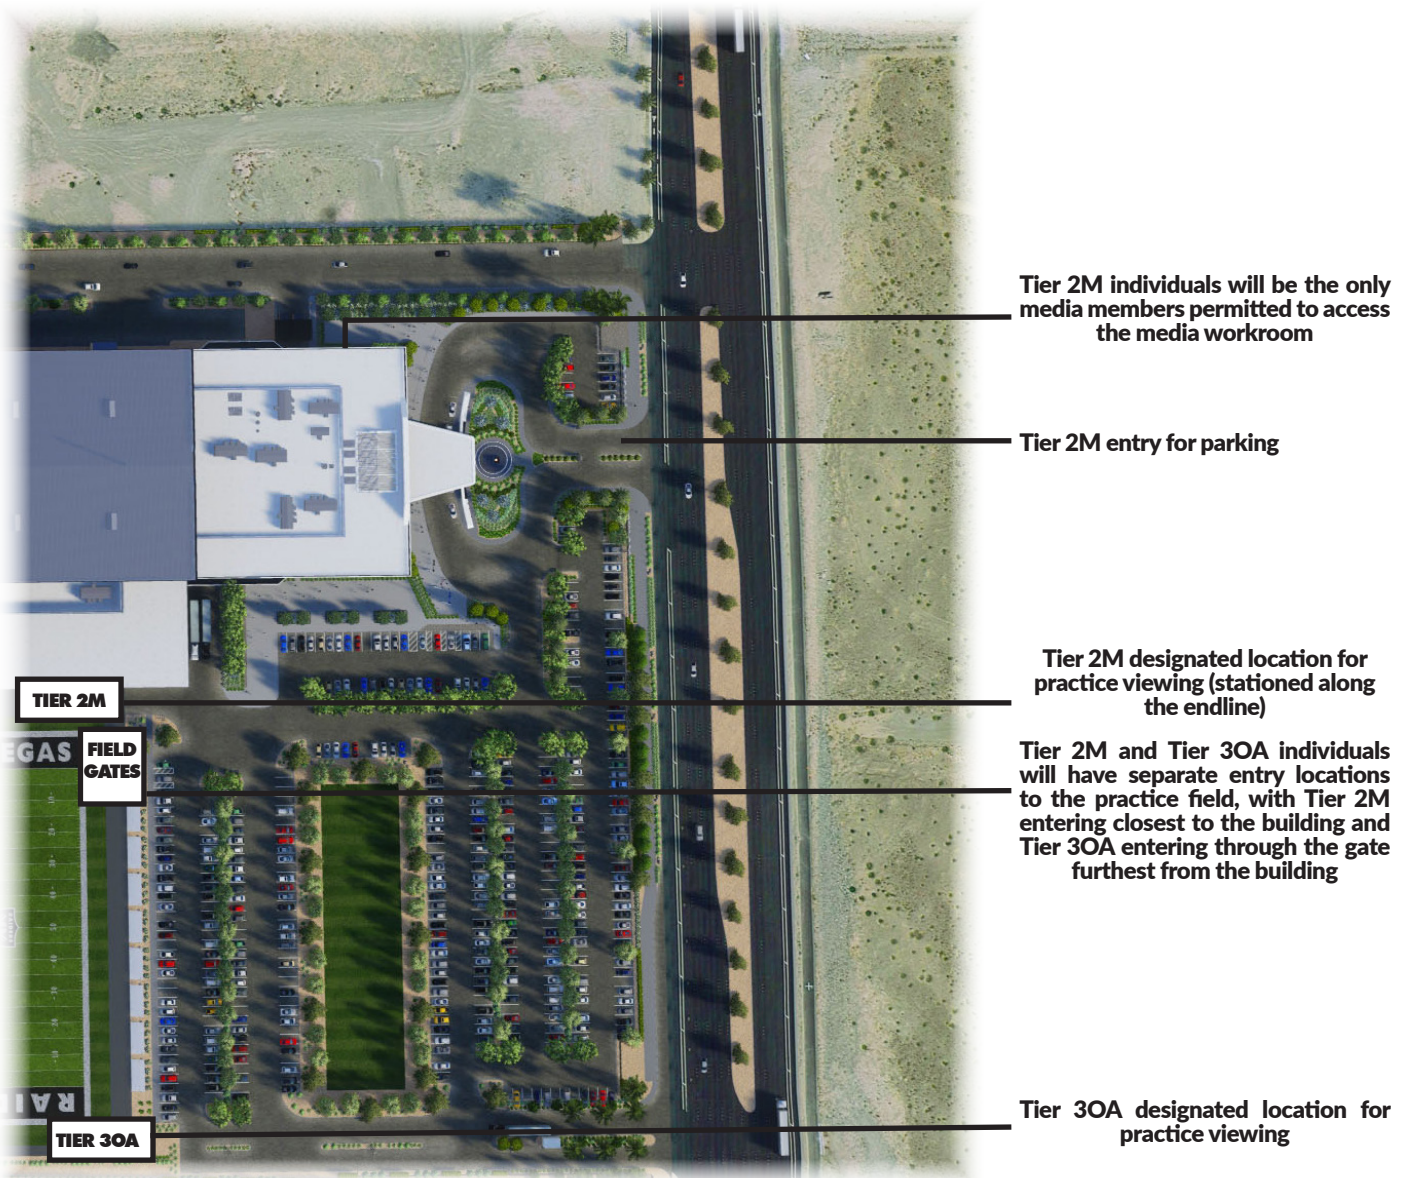 Tier 2M individuals will be the only
media members permitted to access
the media workroom
Tier 2M entry for parking
Tier 2M designated location for
practice viewing (stationed along
the endline)
TIER 2M
EGAS
FIELD
GATES
Tier 2M and Tier 3OA individuals
will have separate entry locations
to the practice field, with Tier 2M
entering closest to the building and
Tier 3OA entering through the gate
furthest from the building
RAI
TIER 3OA
Tier 3OA designated location for
practice viewing